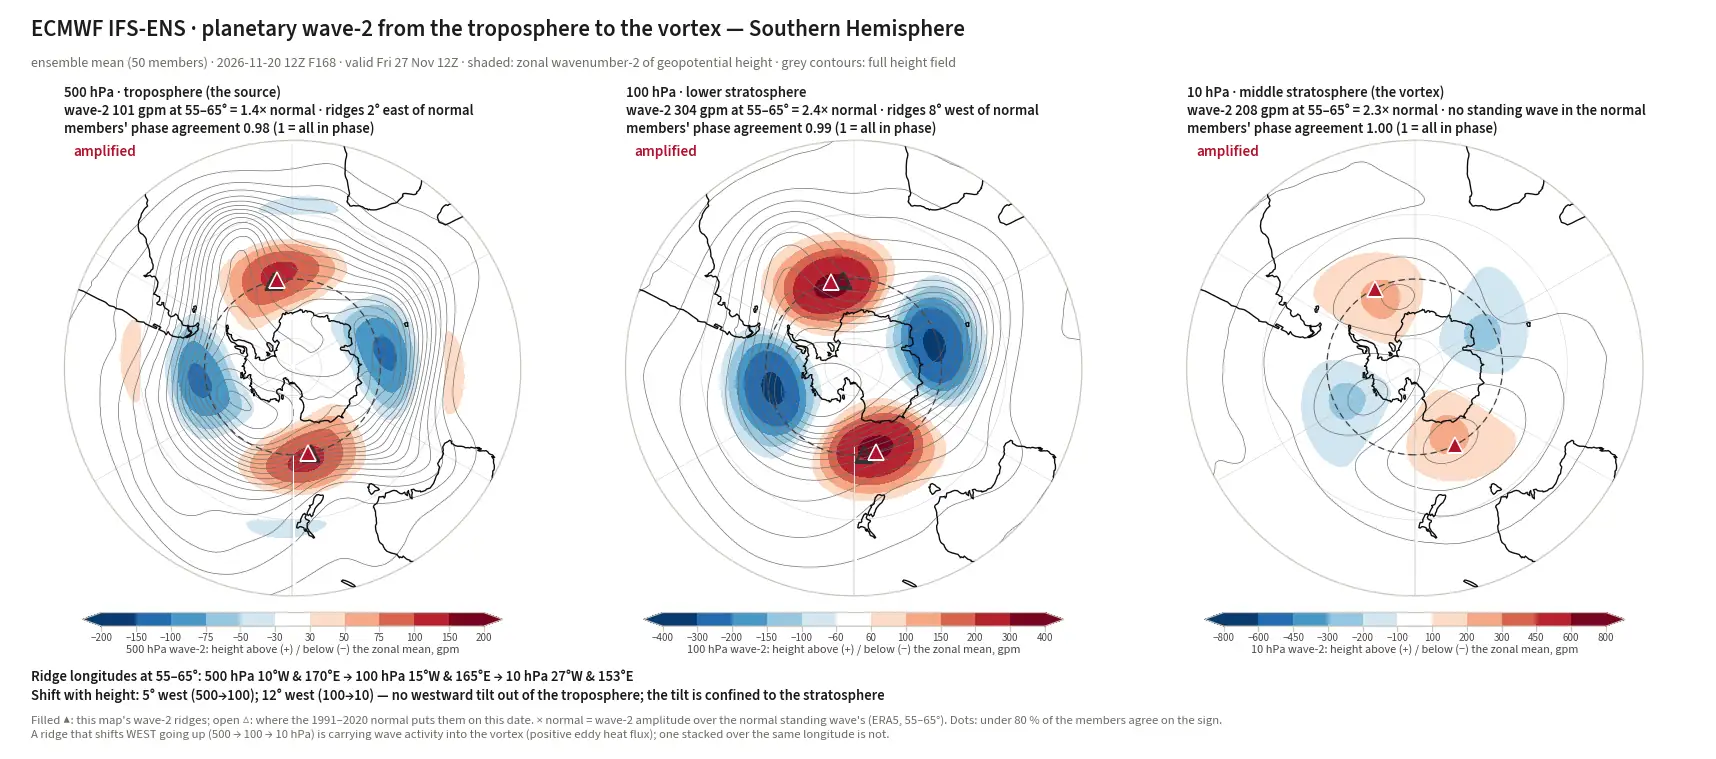 ECMWF IFS-ENS · planetary wave-2 from the troposphere to the vortex — Southern Hemisphere
ensemble mean (50 members) · 2026-11-20 12Z F168 · valid Fri 27 Nov 12Z · shaded: zonal wavenumber-2 of geopotential height · grey contours: full height field
500 hPa · troposphere (the source)
wave-2 101 gpm at 55–65° = 1.4× normal · ridges 2° east of normal
members' phase agreement 0.98 (1 = all in phase)
amplified
100 hPa · lower stratosphere
wave-2 304 gpm at 55–65° = 2.4× normal · ridges 8° west of normal
members' phase agreement 0.99 (1 = all in phase)
amplified
10 hPa · middle stratosphere (the vortex)
wave-2 208 gpm at 55–65° = 2.3× normal · no standing wave in the normal
members' phase agreement 1.00 (1 = all in phase)
amplified
−200 −150 −100 −75 −50 −30 30 50 75 100 150 200
500 hPa wave-2: height above (+) / below (−) the zonal mean, gpm
−400 −300 −200 −150 −100 −60 60 100 150 200 300 400
100 hPa wave-2: height above (+) / below (−) the zonal mean, gpm
−800 −600 −450 −300 −200 −100 100 200 300 450 600 800
10 hPa wave-2: height above (+) / below (−) the zonal mean, gpm
Ridge longitudes at 55–65°: 500 hPa 10°W & 170°E → 100 hPa 15°W & 165°E → 10 hPa 27°W & 153°E
Shift with height: 5° west (500→100); 12° west (100→10) — no westward tilt out of the troposphere; the tilt is confined to the stratosphere
Filled ▲: this map's wave-2 ridges; open △: where the 1991–2020 normal puts them on this date. × normal = wave-2 amplitude over the normal standing wave's (ERA5, 55–65°). Dots: under 80 % of the members agree on the sign.
A ridge that shifts WEST going up (500 → 100 → 10 hPa) is carrying wave activity into the vortex (positive eddy heat flux); one stacked over the same longitude is not.